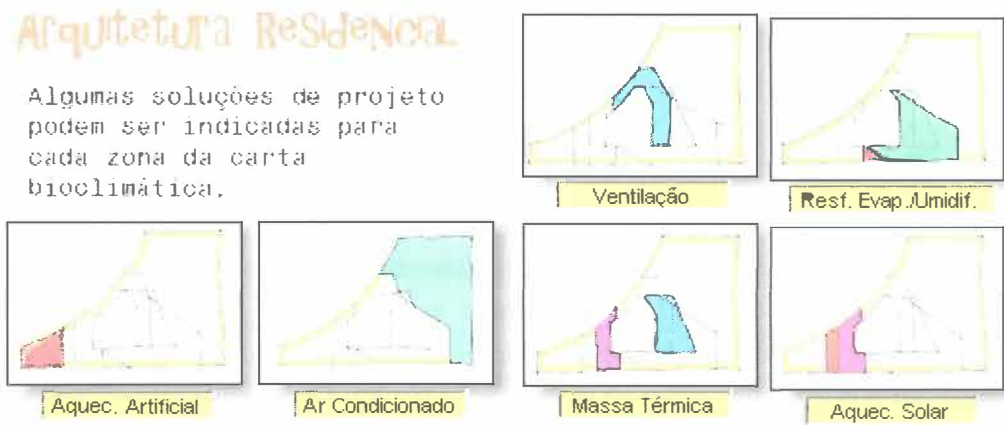 Arquitetura Residencial
Algumas soluções de projeto
podem ser indicadas para
cada zona da carta
bioclimática.
Ventilação
Resf. Evap./Umidif.
Aquec. Artificial
Ar Condicionado
Massa Térmica
Aquec. Solar